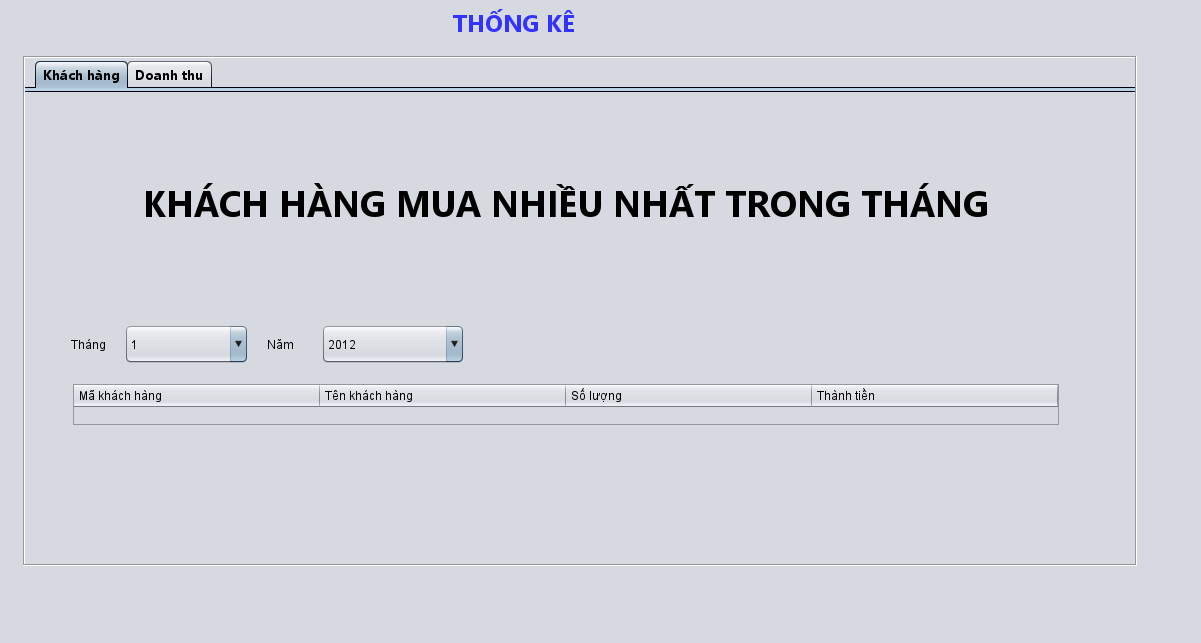 THỐNG KÊ
Khách hàng Doanh thu
KHÁCH HÀNG MUA NHIỀU NHẤT TRONG THÁNG
Tháng 1 Năm 2012
Mã khách hàng Tên khách hàng Số lượng Thành tiền